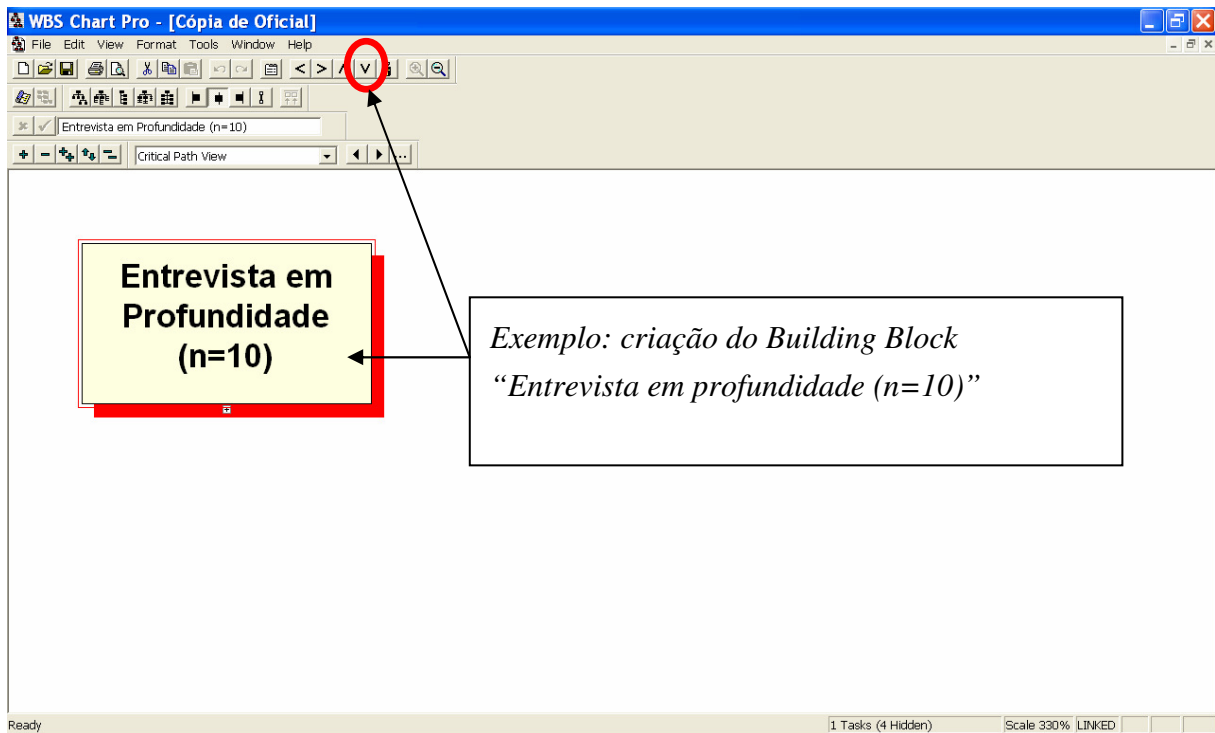 WBS Chart Pro - [Cópia de Oficial]
File Edit View Format Tools Window Help
< > Λ V
Entrevista em Profundidade (n=10)
Critical Path View
...
Entrevista em
Profundidade
(n=10)
Exemplo: criação do Building Block
“Entrevista em profundidade (n=10)”
Ready 1 Tasks (4 Hidden) Scale 330% LINKED